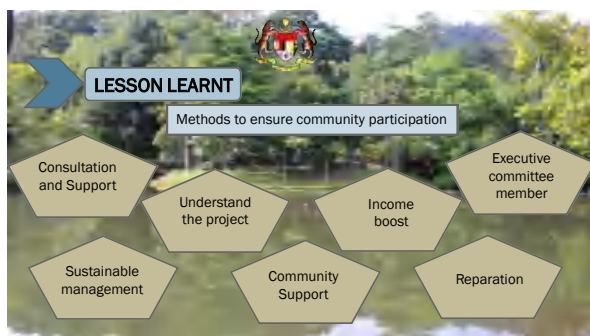 LESSON LEARNT
Methods to ensure community participation
Consultation
and Support
Understand
the project
Income
boost
Executive
committee
member
Sustainable
management
Community
Support
Reparation